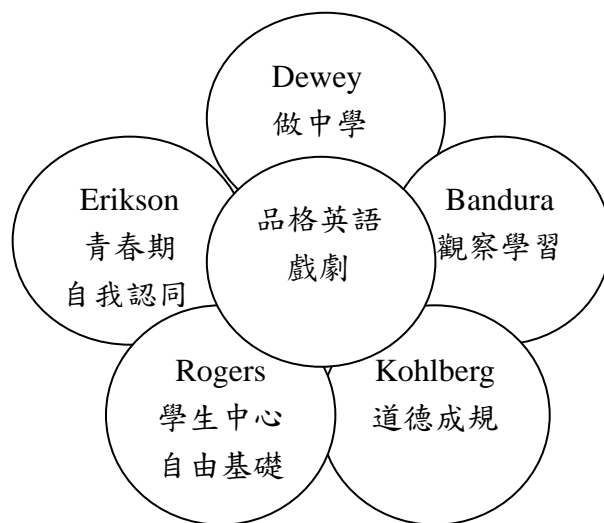 Dewey
做中學
Erikson
青春期
自我認同
品格英語
戲劇
Bandura
觀察學習
Rogers
學生中心
自由基礎
Kohlberg
道德成規